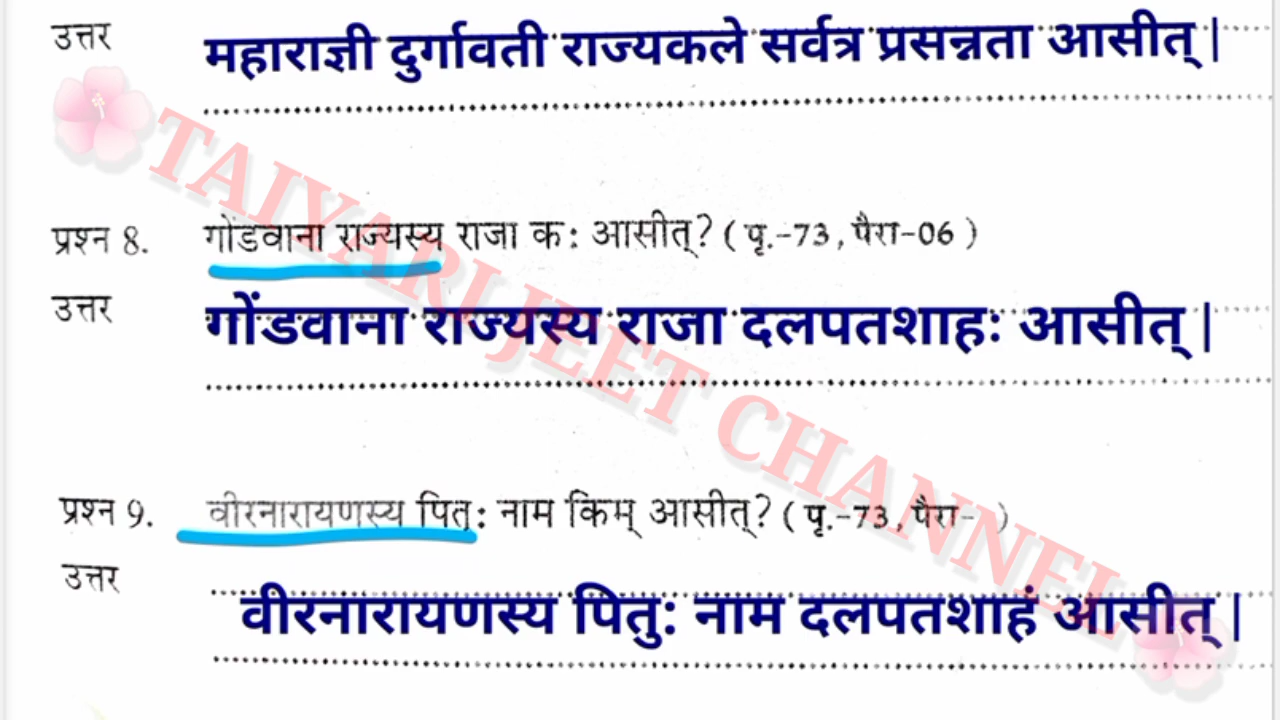 उत्तर
महाराज्ञी दुर्गावती राज्यकले सर्वत्र प्रसन्नता आसीत् |
प्रश्न 8. गोंडवाना राज्यस्य राजा कः आसीत्? ( पृ.-73, पैरा-06 )
उत्तर
गोंडवाना राज्यस्य राजा दलपतशाहः आसीत् |
प्रश्न 9. वीरनारायणस्य पितुः नाम किम् आसीत्? ( पृ.-73, पैरा- )
उत्तर
वीरनारायणस्य पितुः नाम दलपतशाहं आसीत् |
TAIYARIJEET CHANNEL